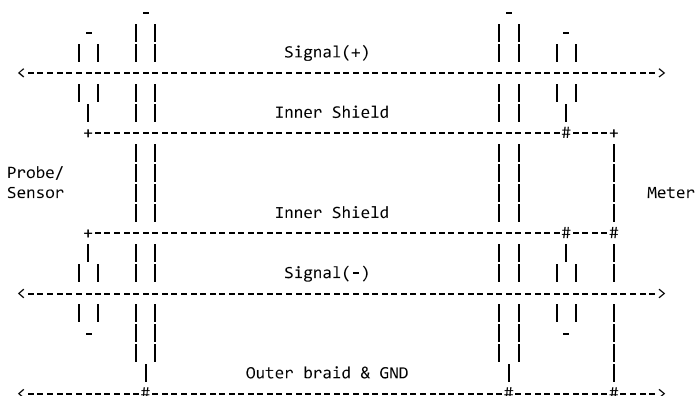 Signal(+)
Inner Shield
Probe/
Sensor
Meter
Inner Shield
Signal(-)
Outer braid & GND